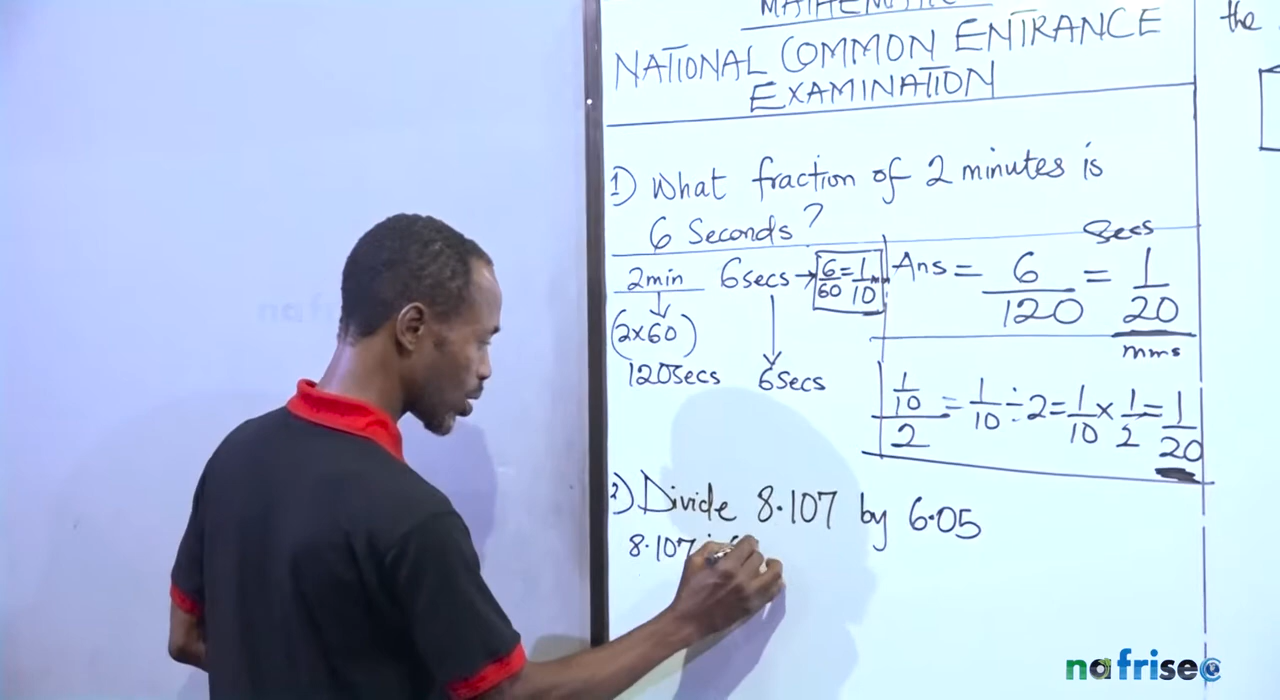 MATHEMATIC
NATIONAL COMMON ENTRANCE
EXAMINATION
the
1) What fraction of 2 minutes is
6 Seconds?
2min 6secs → 6/60 = 1/10
(2x60)
120secs 6secs
Secs
Ans = 6/120 = 1/20
mins
1/10/2 = 1/10 ÷ 2 = 1/10 x 1/2 = 1/20
2) Divide 8.107 by 6.05
8.107 ÷
nafrisec